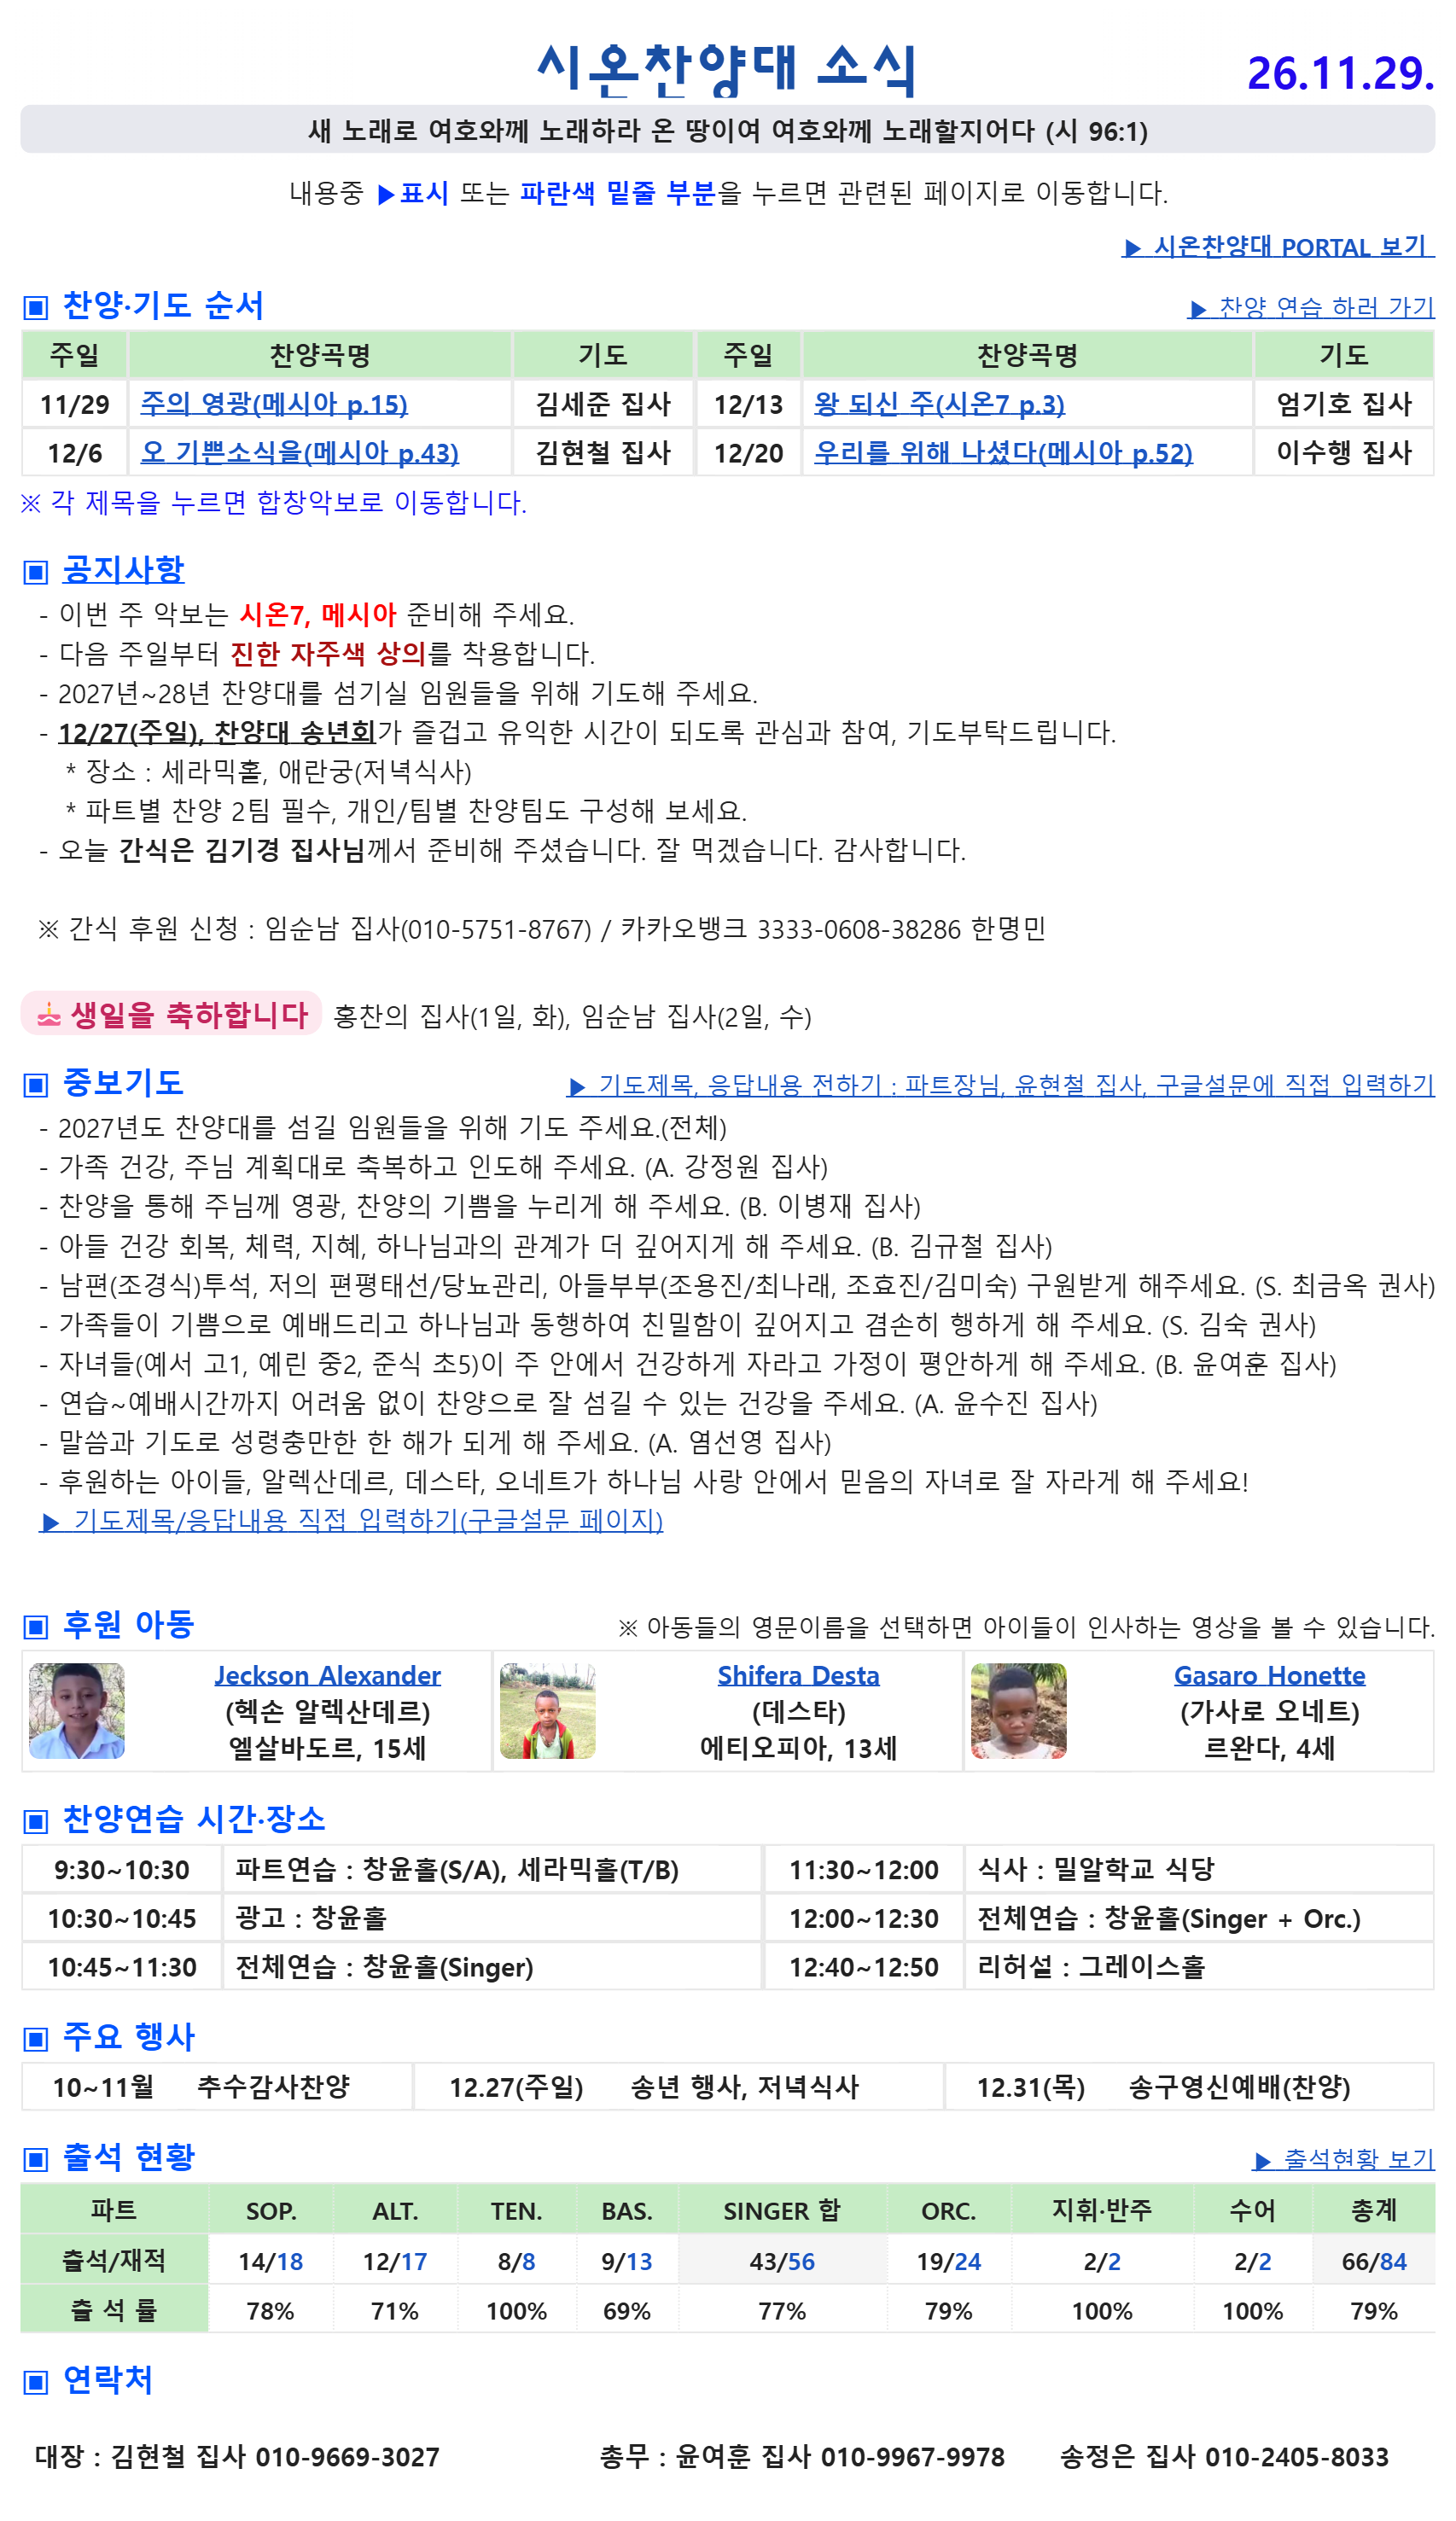 시온찬양대 소식
26.11.29.
새 노래로 여호와께 노래하라 온 땅이여 여호와께 노래할지어다 (시 96:1)
내용중 ▶표시 또는 파란색 밑줄 부분을 누르면 관련된 페이지로 이동합니다.
▶ 시온찬양대 PORTAL 보기
▣ 찬양·기도 순서 ▶ 찬양 연습 하러 가기
주일 찬양곡명 기도 주일 찬양곡명 기도
11/29 주의 영광(메시아 p.15) 김세준 집사 12/13 왕 되신 주(시온7 p.3) 엄기호 집사
12/6 오 기쁜소식을(메시아 p.43) 김현철 집사 12/20 우리를 위해 나셨다(메시아 p.52) 이수행 집사
※ 각 제목을 누르면 합창악보로 이동합니다.
▣ 공지사항
- 이번 주 악보는 시온7, 메시아 준비해 주세요.
- 다음 주일부터 진한 자주색 상의를 착용합니다.
- 2027년~28년 찬양대를 섬기실 임원들을 위해 기도해 주세요.
- 12/27(주일), 찬양대 송년회가 즐겁고 유익한 시간이 되도록 관심과 참여, 기도부탁드립니다.
* 장소 : 세라믹홀, 애란궁(저녁식사)
* 파트별 찬양 2팀 필수, 개인/팀별 찬양팀도 구성해 보세요.
- 오늘 간식은 김기경 집사님께서 준비해 주셨습니다. 잘 먹겠습니다. 감사합니다.
※ 간식 후원 신청 : 임순남 집사(010-5751-8767) / 카카오뱅크 3333-0608-38286 한명민
생일을 축하합니다 홍찬의 집사(1일, 화), 임순남 집사(2일, 수)
▣ 중보기도 ▶ 기도제목, 응답내용 전하기 : 파트장님, 윤현철 집사, 구글설문에 직접 입력하기
- 2027년도 찬양대를 섬길 임원들을 위해 기도 주세요.(전체)
- 가족 건강, 주님 계획대로 축복하고 인도해 주세요. (A. 강정원 집사)
- 찬양을 통해 주님께 영광, 찬양의 기쁨을 누리게 해 주세요. (B. 이병재 집사)
- 아들 건강 회복, 체력, 지혜, 하나님과의 관계가 더 깊어지게 해 주세요. (B. 김규철 집사)
- 남편(조경식)투석, 저의 편평태선/당뇨관리, 아들부부(조용진/최나래, 조효진/김미숙) 구원받게 해주세요. (S. 최금옥 권사)
- 가족들이 기쁨으로 예배드리고 하나님과 동행하여 친밀함이 깊어지고 겸손히 행하게 해 주세요. (S. 김숙 권사)
- 자녀들(예서 고1, 예린 중2, 준식 초5)이 주 안에서 건강하게 자라고 가정이 평안하게 해 주세요. (B. 윤여훈 집사)
- 연습~예배시간까지 어려움 없이 찬양으로 잘 섬길 수 있는 건강을 주세요. (A. 윤수진 집사)
- 말씀과 기도로 성령충만한 한 해가 되게 해 주세요. (A. 염선영 집사)
- 후원하는 아이들, 알렉산데르, 데스타, 오네트가 하나님 사랑 안에서 믿음의 자녀로 잘 자라게 해 주세요!
▶ 기도제목/응답내용 직접 입력하기(구글설문 페이지)
▣ 후원 아동 ※ 아동들의 영문이름을 선택하면 아이들이 인사하는 영상을 볼 수 있습니다.
Jeckson Alexander Shifera Desta Gasaro Honette
(헥손 알렉산데르) (데스타) (가사로 오네트)
엘살바도르, 15세 에티오피아, 13세 르완다, 4세
▣ 찬양연습 시간·장소
9:30~10:30 파트연습 : 창윤홀(S/A), 세라믹홀(T/B) 11:30~12:00 식사 : 밀알학교 식당
10:30~10:45 광고 : 창윤홀 12:00~12:30 전체연습 : 창윤홀(Singer + Orc.)
10:45~11:30 전체연습 : 창윤홀(Singer) 12:40~12:50 리허설 : 그레이스홀
▣ 주요 행사
10~11월 추수감사찬양 12.27(주일) 송년 행사, 저녁식사 12.31(목) 송구영신예배(찬양)
▣ 출석 현황 ▶ 출석현황 보기
파트 SOP. ALT. TEN. BAS. SINGER 합 ORC. 지휘·반주 수어 총계
출석/재적 14/18 12/17 8/8 9/13 43/56 19/24 2/2 2/2 66/84
출 석 률 78% 71% 100% 69% 77% 79% 100% 100% 79%
▣ 연락처
대장 : 김현철 집사 010-9669-3027 총무 : 윤여훈 집사 010-9967-9978 송정은 집사 010-2405-8033